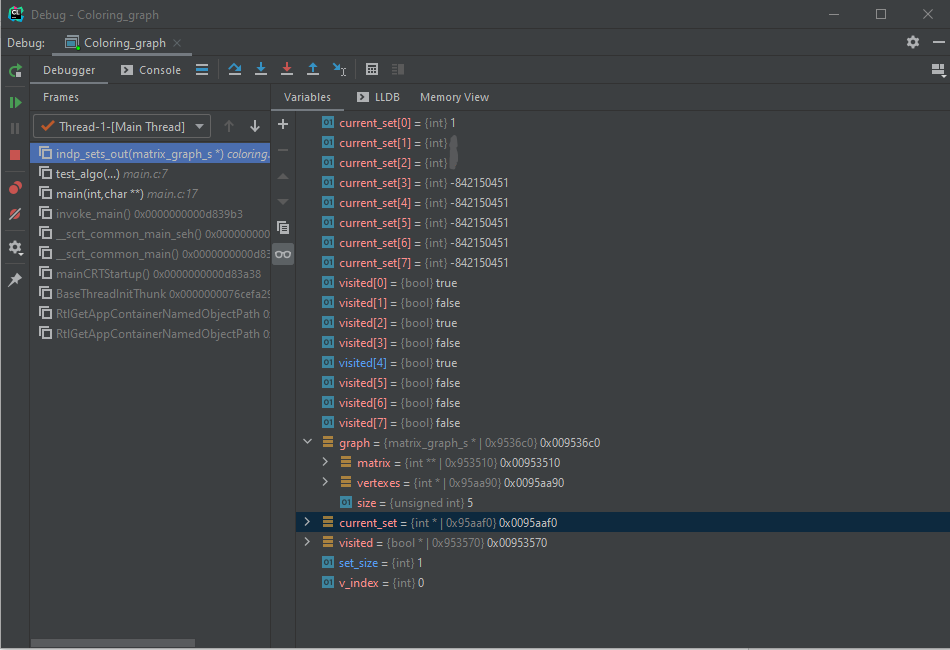 Debug - Coloring_graph
Debug: Coloring_graph
Debugger Console
Frames
Variables LLDB Memory View
Thread-1-[Main Thread]
indp_sets_out(matrix_graph_s *) coloring.
test_algo(...) main.c:7
main(int,char **) main.c:17
invoke_main() 0x0000000000d839b3
__scrt_common_main_seh() 0x000000000
__scrt_common_main() 0x0000000000d83
mainCRTStartup() 0x0000000000d83a38
BaseThreadInitThunk 0x0000000076cefa29
RtlGetAppContainerNamedObjectPath 0
RtlGetAppContainerNamedObjectPath 0
current_set[0] = {int} 1
current_set[1] = {int}
current_set[2] = {int}
current_set[3] = {int} -842150451
current_set[4] = {int} -842150451
current_set[5] = {int} -842150451
current_set[6] = {int} -842150451
current_set[7] = {int} -842150451
visited[0] = {bool} true
visited[1] = {bool} false
visited[2] = {bool} true
visited[3] = {bool} false
visited[4] = {bool} true
visited[5] = {bool} false
visited[6] = {bool} false
visited[7] = {bool} false
graph = {matrix_graph_s * | 0x9536c0} 0x009536c0
matrix = {int ** | 0x953510} 0x00953510
vertexes = {int * | 0x95aa90} 0x0095aa90
size = {unsigned int} 5
current_set = {int * | 0x95aaf0} 0x0095aaf0
visited = {bool * | 0x953570} 0x00953570
set_size = {int} 1
v_index = {int} 0